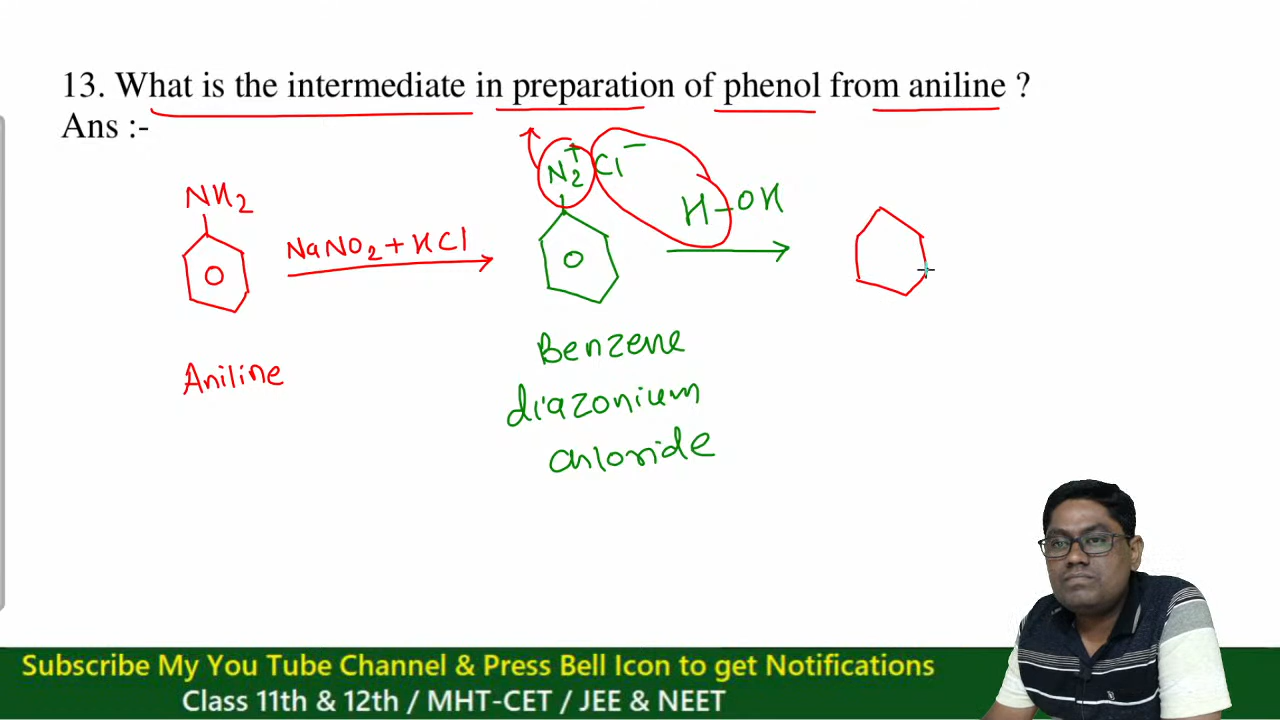 13. What is the intermediate in preparation of phenol from aniline ?
Ans :-
N₂⁺Cl⁻
NH₂
H-OH
NaNO₂+HCl
Benzene
Aniline
diazonium
chloride
Subscribe My You Tube Channel & Press Bell Icon to get Notifications
Class 11th & 12th / MHT-CET / JEE & NEET